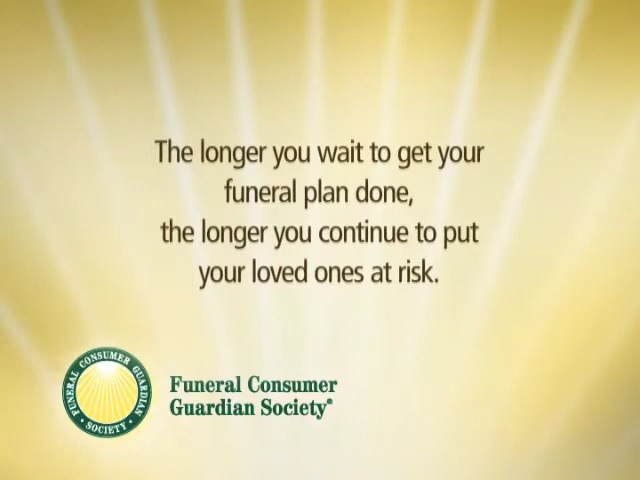 The longer you wait to get your
funeral plan done,
the longer you continue to put
your loved ones at risk.
FUNERAL CONSUMER GUARDIAN
• SOCIETY •
Funeral Consumer
Guardian Society®